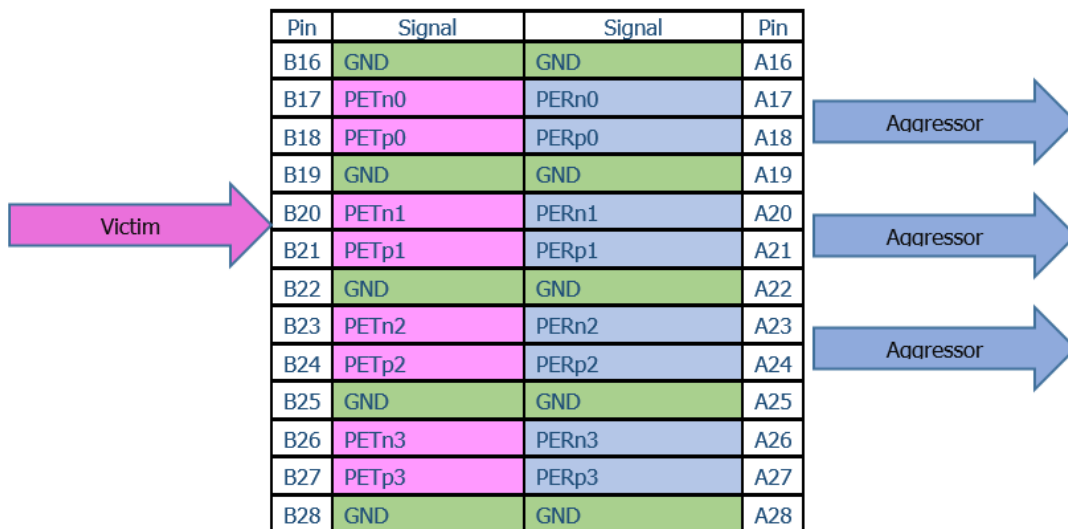 Pin Signal Signal Pin
B16 GND GND A16
B17 PETn0 PERn0 A17
Aggressor
B18 PETp0 PERp0 A18
B19 GND GND A19
B20 PETn1 PERn1 A20
Victim
Aggressor
B21 PETp1 PERp1 A21
B22 GND GND A22
B23 PETn2 PERn2 A23
Aggressor
B24 PETp2 PERp2 A24
B25 GND GND A25
B26 PETn3 PERn3 A26
B27 PETp3 PERp3 A27
B28 GND GND A28